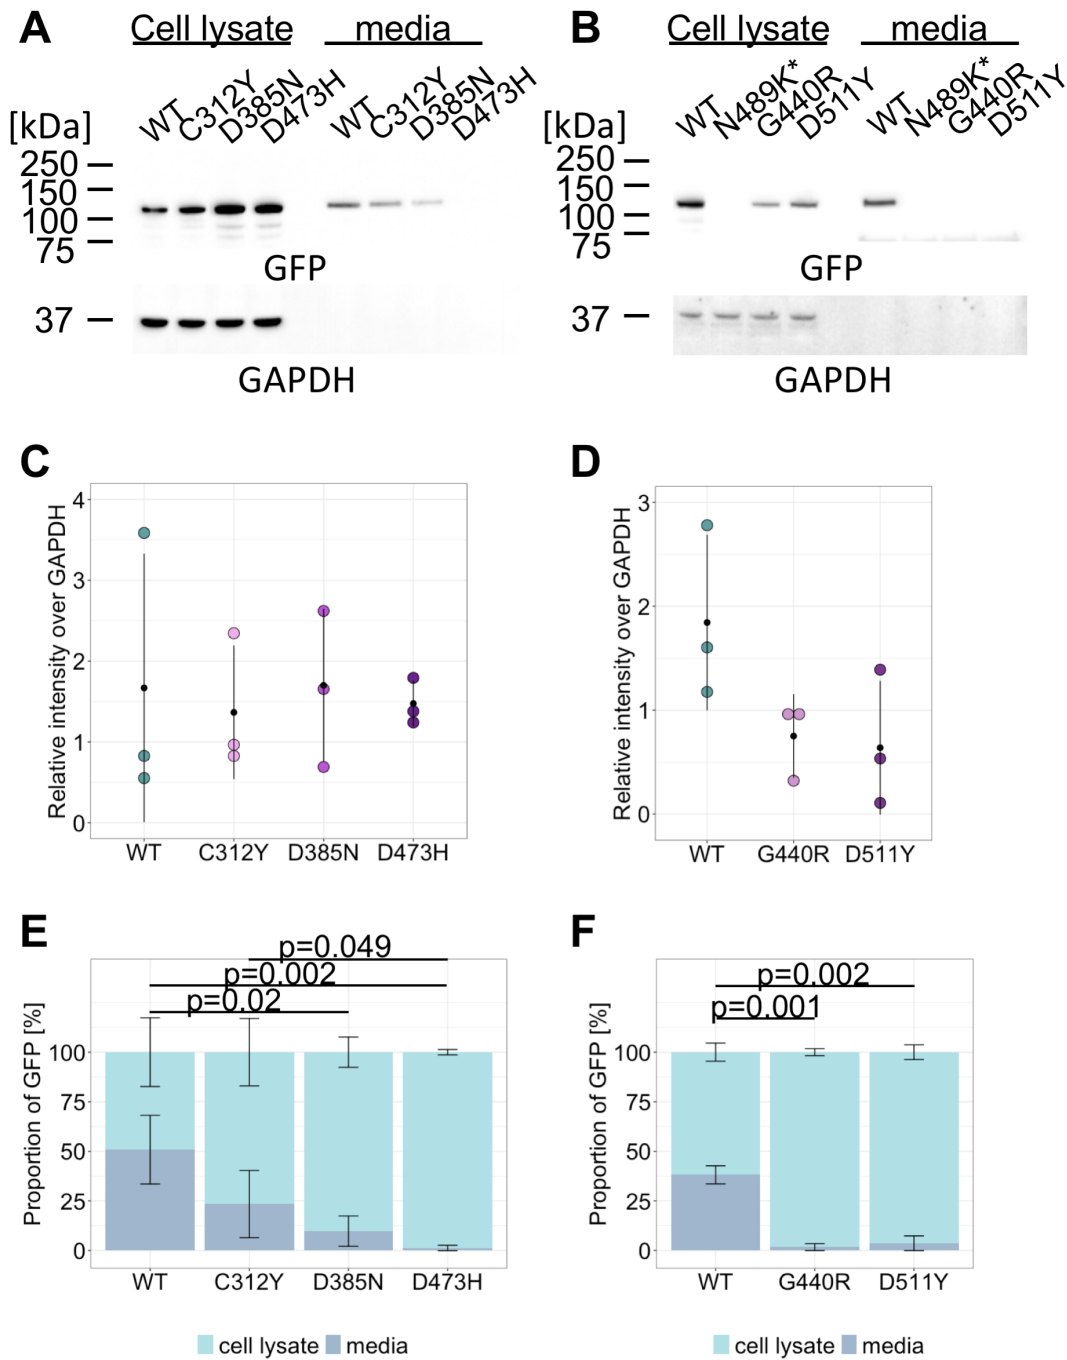 A
Cell lysate media
WT C312Y D385N D473H WT C312Y D385N D473H
[kDa]
250
150
100
75
GFP
37
GAPDH
B
Cell lysate media
WT N489K* G440R D511Y WT N489K* G440R D511Y
[kDa]
250
150
100
75
GFP
37
GAPDH
C
Relative intensity over GAPDH
4
3
2
1
0
WT C312Y D385N D473H
D
Relative intensity over GAPDH
3
2
1
0
WT G440R D511Y
E
p=0.049
p=0.002
p=0.02
Proportion of GFP [%]
100
75
50
25
0
WT C312Y D385N D473H
cell lysate media
F
p=0.002
p=0.001
Proportion of GFP [%]
100
75
50
25
0
WT G440R D511Y
cell lysate media